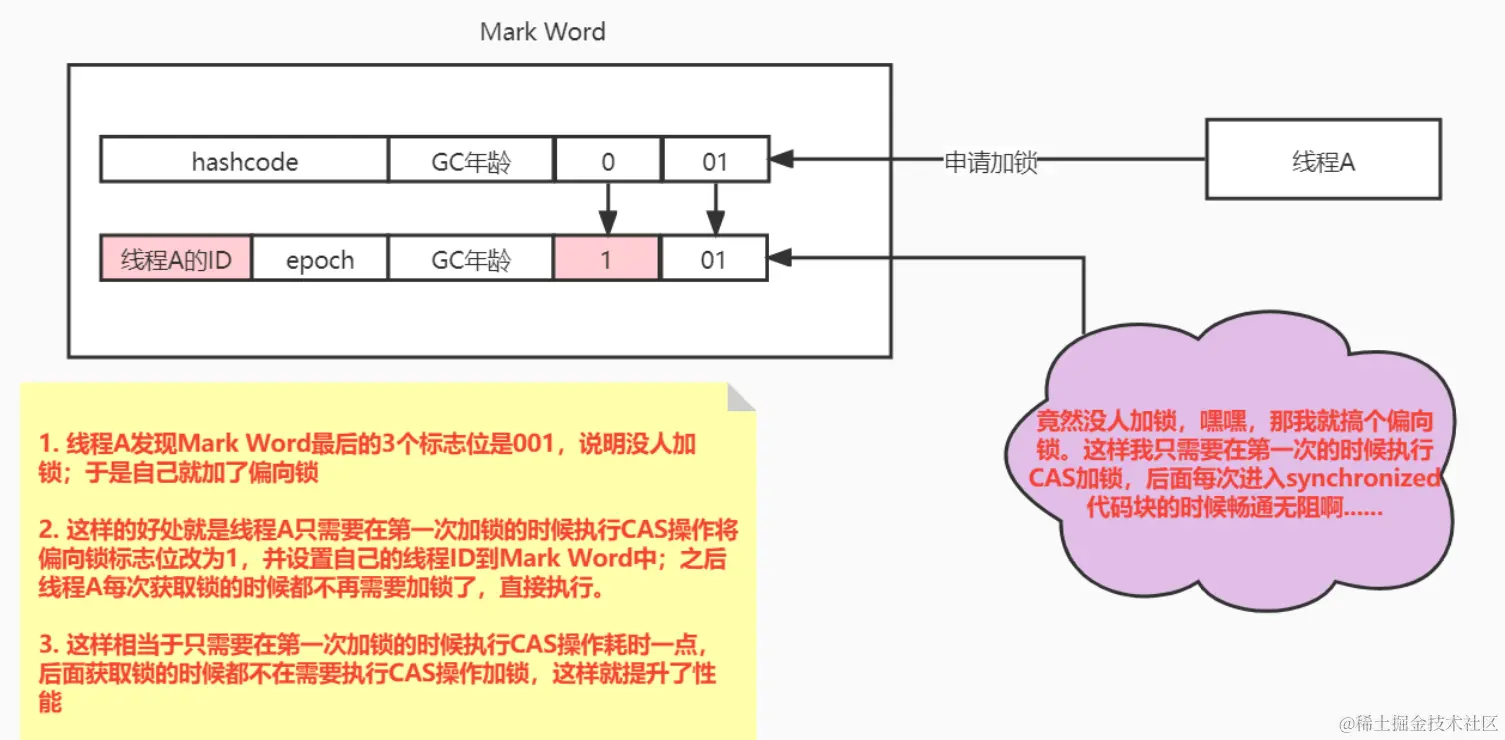 Mark Word
hashcode GC年龄 0 01
申请加锁
线程A
线程A的ID epoch GC年龄 1 01
竟然没人加锁，嘿嘿，那我就搞个偏向
锁。这样我只需要在第一次的时候执行
CAS加锁，后面每次进入synchronized
代码块的时候畅通无阻啊......
1. 线程A发现Mark Word最后的3个标志位是001，说明没人加
锁；于是自己就加了偏向锁
2. 这样的好处就是线程A只需要在第一次加锁的时候执行CAS操作将
偏向锁标志位改为1，并设置自己的线程ID到Mark Word中；之后
线程A每次获取锁的时候都不再需要加锁了，直接执行。
3. 这样相当于只需要在第一次加锁的时候执行CAS操作耗时一点，
后面获取锁的时候都不在需要执行CAS操作加锁，这样就提升了性
能
@稀土掘金技术社区